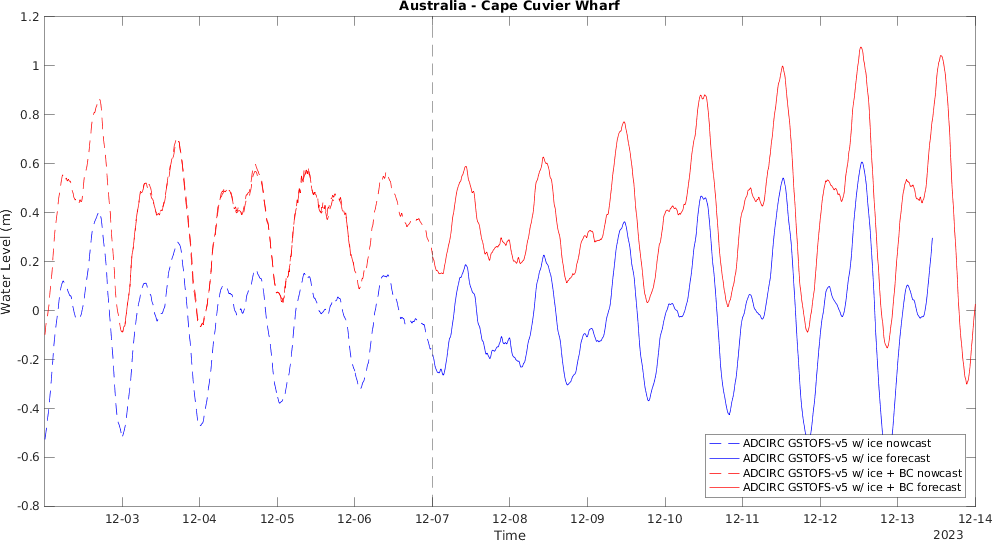 Australia - Cape Cuvier Wharf
1.2
1
0.8
0.6
0.4
0.2
0
-0.2
-0.4
-0.6
-0.8
Water Level (m)
ADCIRC GSTOFS-v5 w/ ice nowcast
ADCIRC GSTOFS-v5 w/ ice forecast
ADCIRC GSTOFS-v5 w/ ice + BC nowcast
ADCIRC GSTOFS-v5 w/ ice + BC forecast
12-03 12-04 12-05 12-06 12-07 12-08 12-09 12-10 12-11 12-12 12-13 12-14
Time
2023